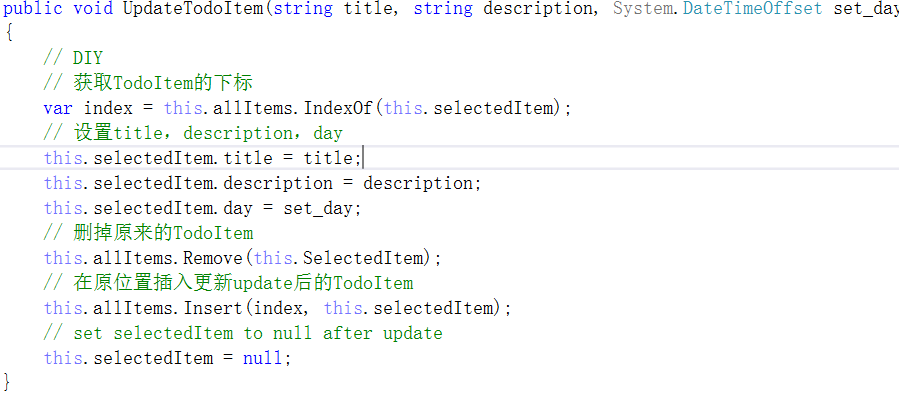 public void UpdateTodoItem(string title, string description, System.DateTimeOffset set_day
{
// DIY
// 获取TodoItem的下标
var index = this.allItems.IndexOf(this.selectedItem);
// 设置title，description，day
this.selectedItem.title = title;
this.selectedItem.description = description;
this.selectedItem.day = set_day;
// 删掉原来的TodoItem
this.allItems.Remove(this.SelectedItem);
// 在原位置插入更新update后的TodoItem
this.allItems.Insert(index, this.selectedItem);
// set selectedItem to null after update
this.selectedItem = null;
}